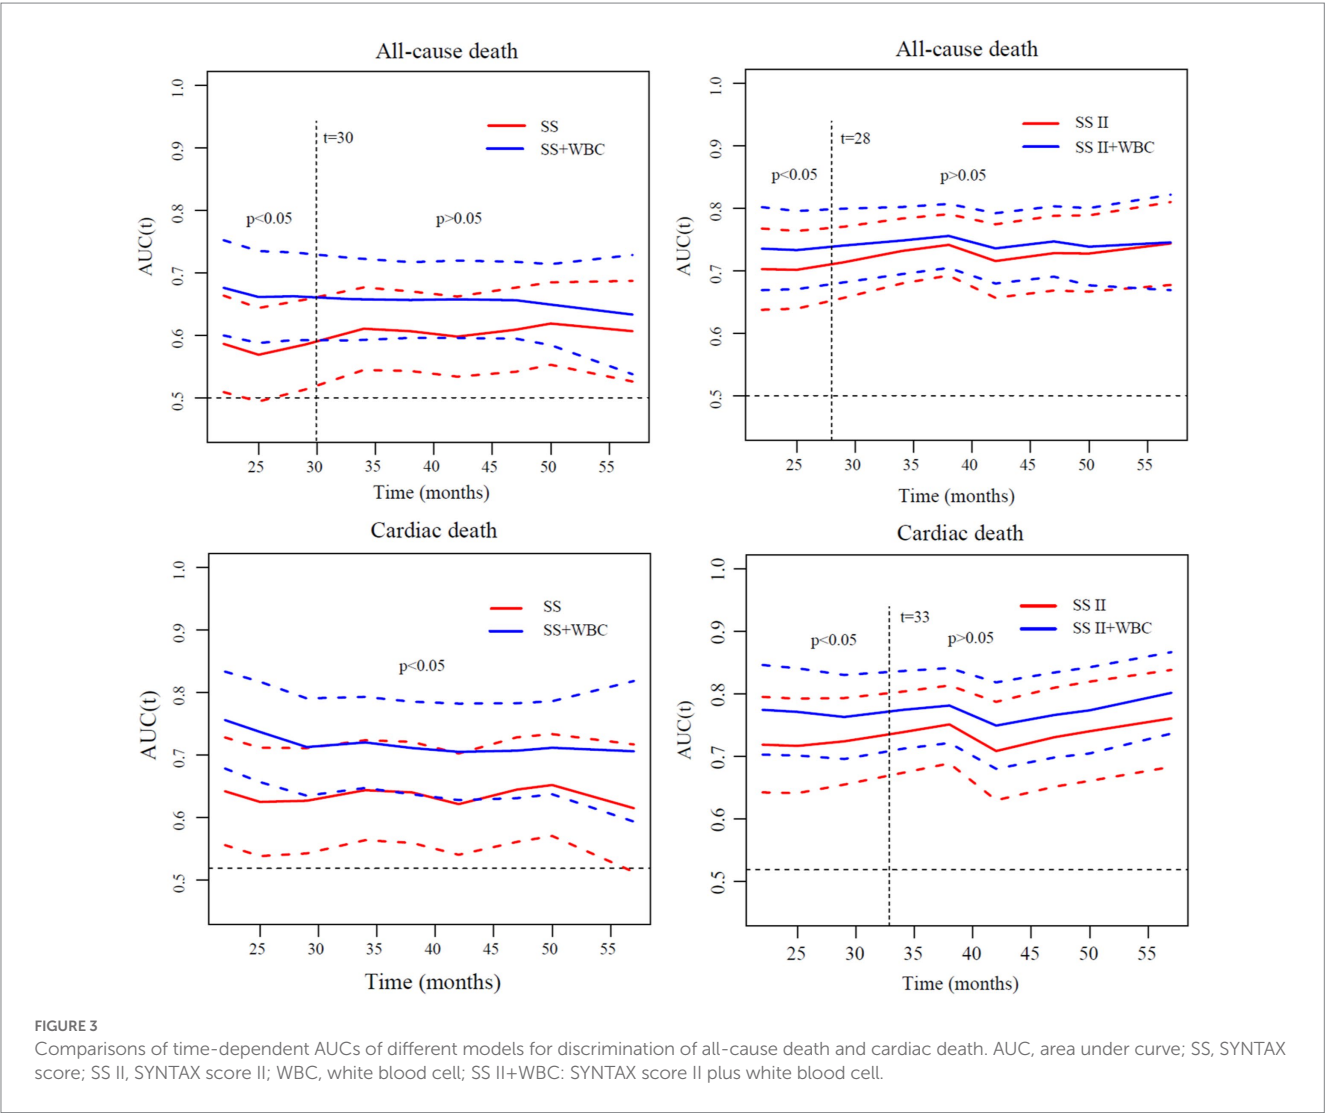 All-cause death
AUC(t)
1.0
0.9
0.8
0.7
0.6
0.5
t=30
SS
SS+WBC
p<0.05
p>0.05
25 30 35 40 45 50 55
Time (months)
All-cause death
AUC(t)
1.0
0.9
0.8
0.7
0.6
0.5
t=28
SS II
SS II+WBC
p<0.05
p>0.05
25 30 35 40 45 50 55
Time (months)
Cardiac death
AUC(t)
1.0
0.9
0.8
0.7
0.6
0.5
SS
SS+WBC
p<0.05
25 30 35 40 45 50 55
Time (months)
Cardiac death
AUC(t)
1.0
0.9
0.8
0.7
0.6
0.5
t=33
SS II
SS II+WBC
p<0.05
p>0.05
25 30 35 40 45 50 55
Time (months)
FIGURE 3
Comparisons of time-dependent AUCs of different models for discrimination of all-cause death and cardiac death. AUC, area under curve; SS, SYNTAX
score; SS II, SYNTAX score II; WBC, white blood cell; SS II+WBC: SYNTAX score II plus white blood cell.